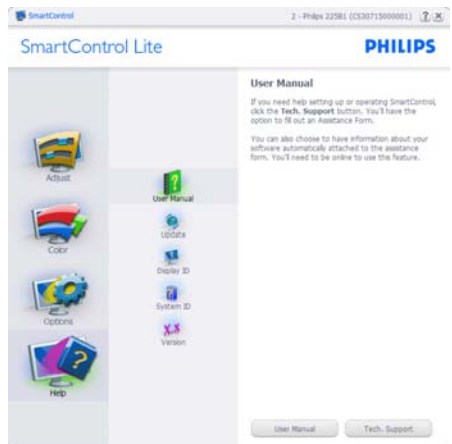 SmartControl
2 - Philips 225B1 (CS30715000001)
SmartControl Lite
PHILIPS
Adjust
Color
Options
Help
User Manual
Update
Display ID
System ID
Version
User Manual
If you need help setting up or operating SmartControl,
click the Tech. Support button. You'll have the
option to fill out an Assistance Form.
You can also choose to have information about your
software automatically attached to the assistance
form. You'll need to be online to use this feature.
User Manual
Tech. Support